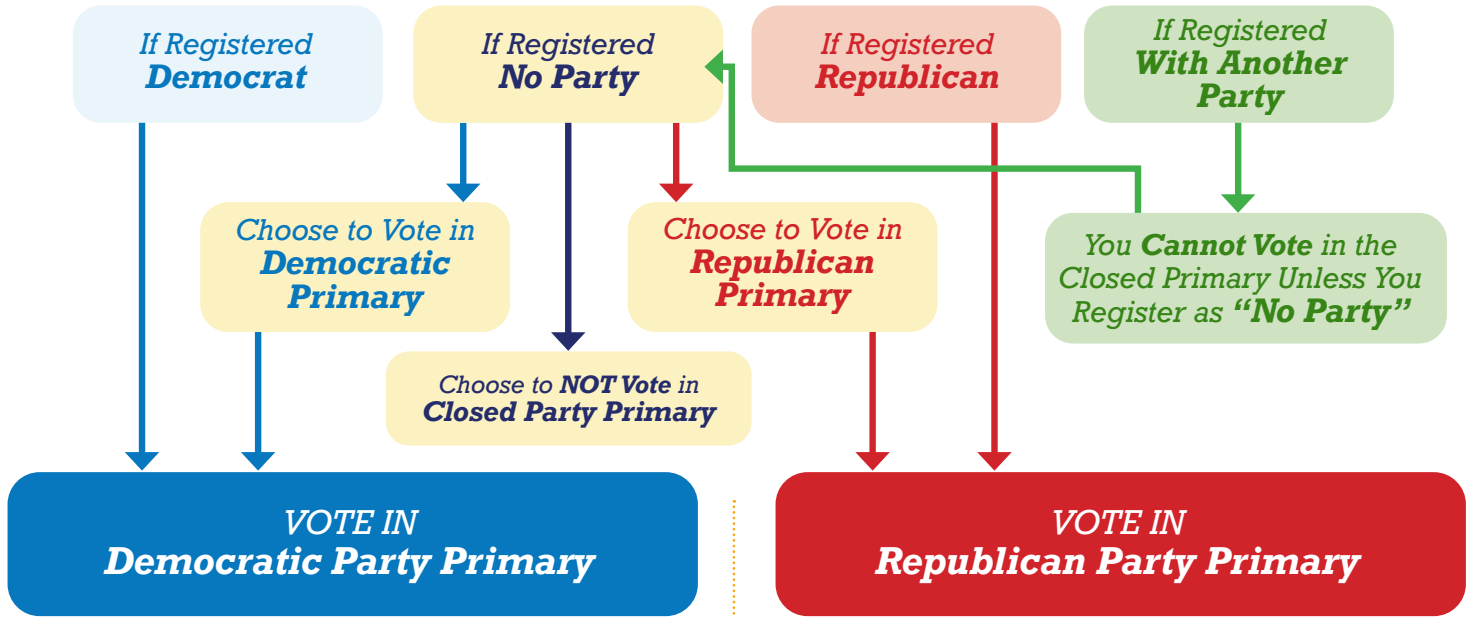 If Registered
Democrat
If Registered
No Party
If Registered
Republican
If Registered
With Another
Party
Choose to Vote in
Democratic
Primary
Choose to Vote in
Republican
Primary
You Cannot Vote in the
Closed Primary Unless You
Register as “No Party”
Choose to NOT Vote in
Closed Party Primary
VOTE IN
Democratic Party Primary
VOTE IN
Republican Party Primary